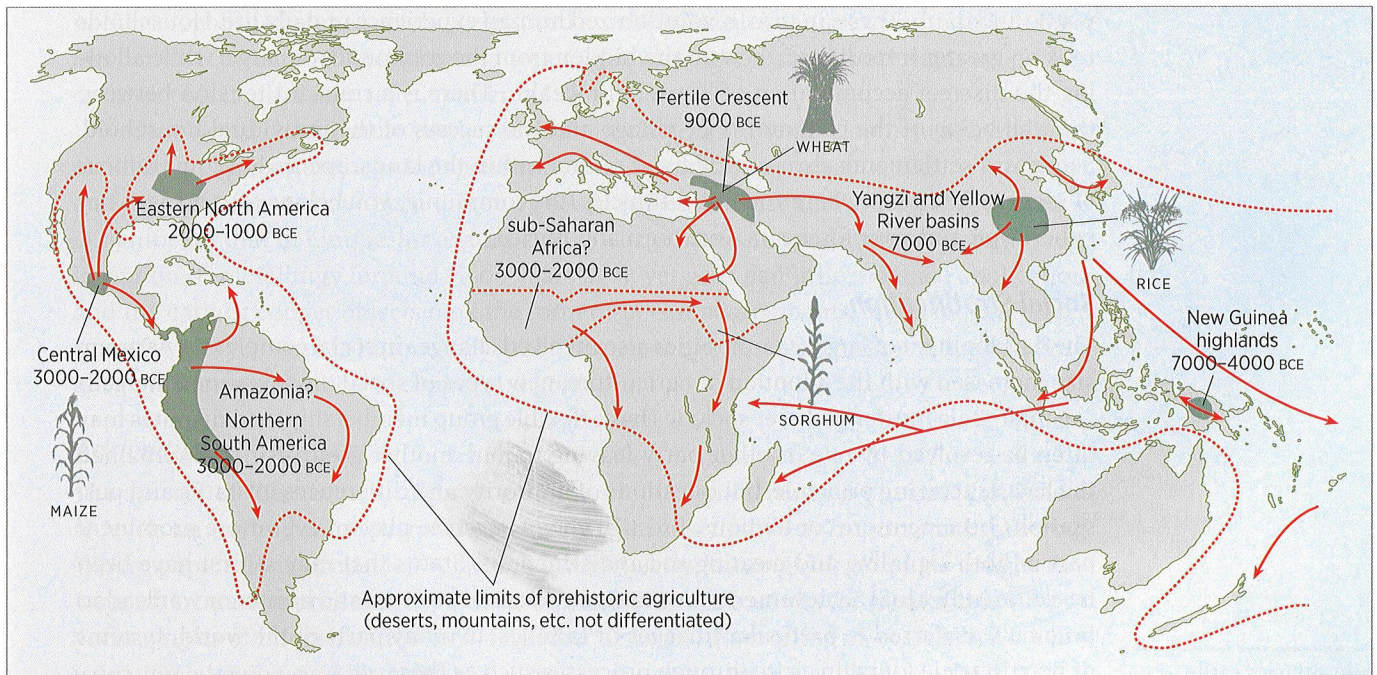 Fertile Crescent
9000 BCE
WHEAT
Eastern North America
2000–1000 BCE
sub-Saharan
Africa?
3000–2000 BCE
Yangzi and Yellow
River basins
7000 BCE
RICE
New Guinea
highlands
7000–4000 BCE
Central Mexico
3000–2000 BCE
MAIZE
Amazonia?
Northern
South America
3000–2000 BCE
SORGHUM
Approximate limits of prehistoric agriculture
(deserts, mountains, etc. not differentiated)